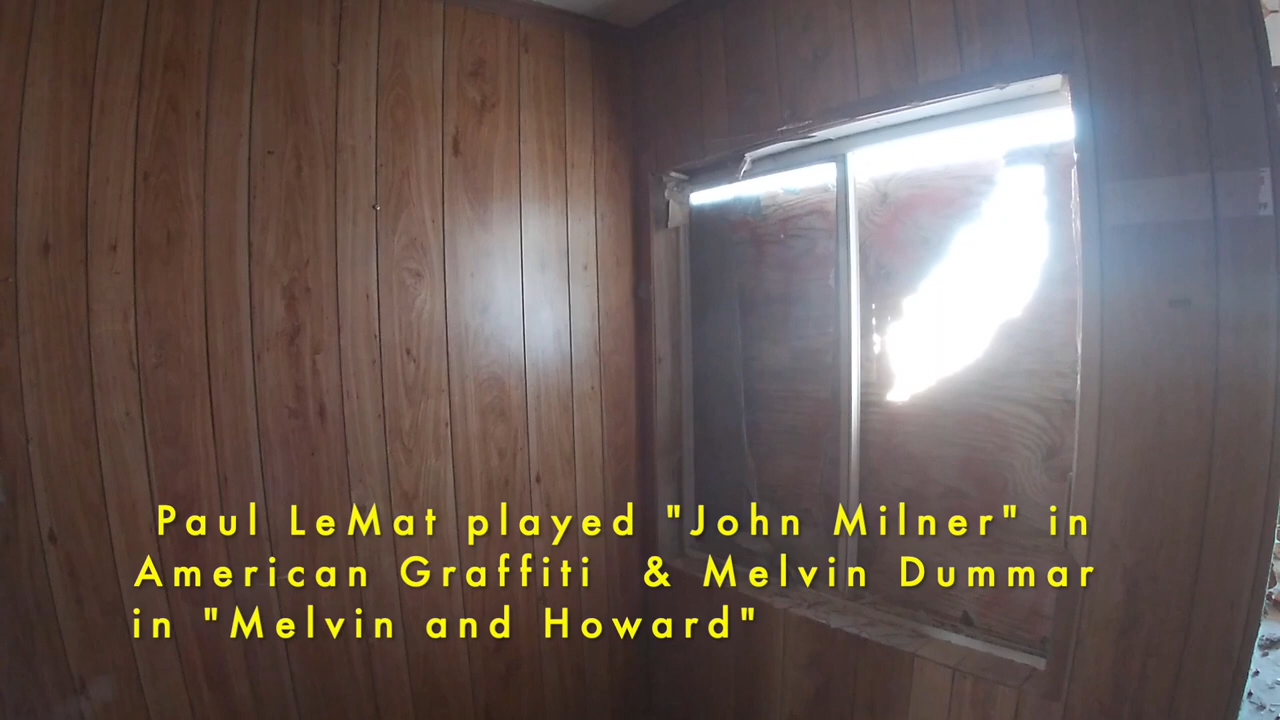 Paul LeMat played "John Milner" in
American Graffiti & Melvin Dummar
in "Melvin and Howard"